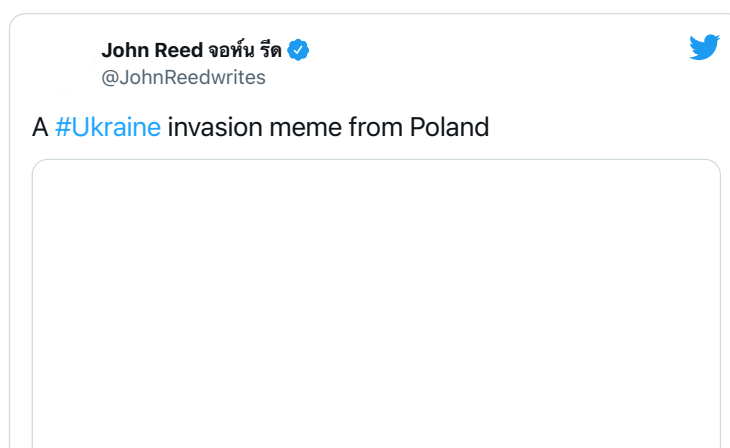 John Reed จอห์น รีด
@JohnReedwrites
A #Ukraine invasion meme from Poland